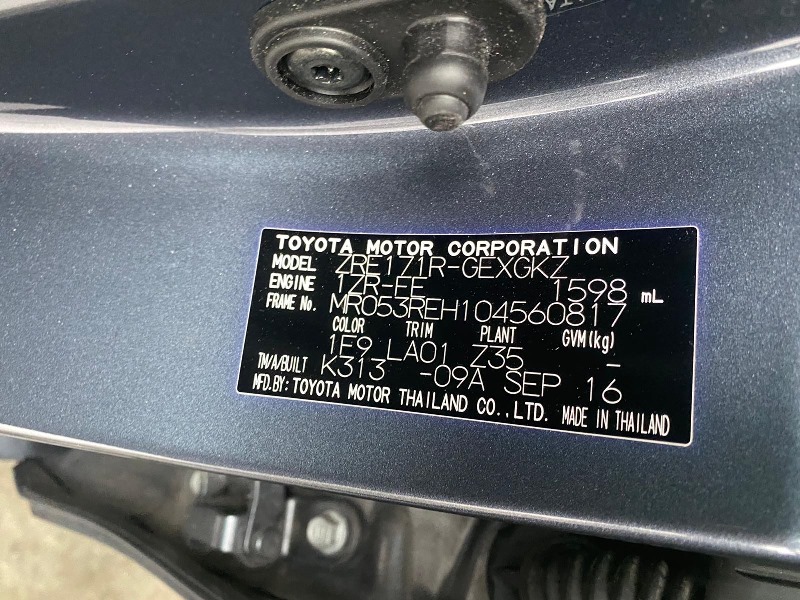 TOYOTA MOTOR CORPORATION
MODEL ZRE171R-GEXGKZ
ENGINE 1ZR-FE 1598 mL
FRAME No. MR053REH104560817
COLOR TRIM PLANT GVM(kg)
1F9 LA01 Z35 -
TM/A/BUILT K313 -09A SEP 16
MFD.BY: TOYOTA MOTOR THAILAND CO.,LTD. MADE IN THAILAND